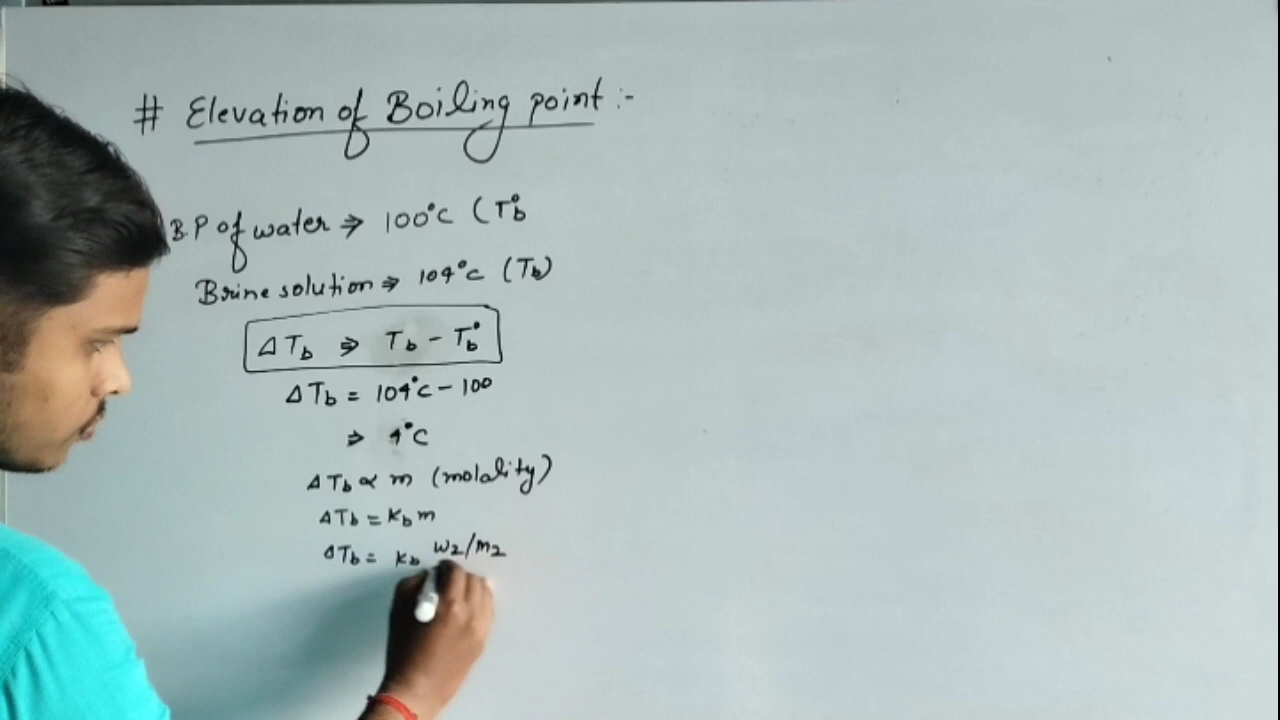 # Elevation of Boiling point :-
B.P of water ⇒ 100°C (T°b
Brine solution ⇒ 104°C (Tb)
ΔTb ⇒ Tb - T°b
ΔTb = 104°C - 100
⇒ 4°C
ΔTb ∝ m (molality)
ΔTb = Kb m
ΔTb = Kb W2/M2